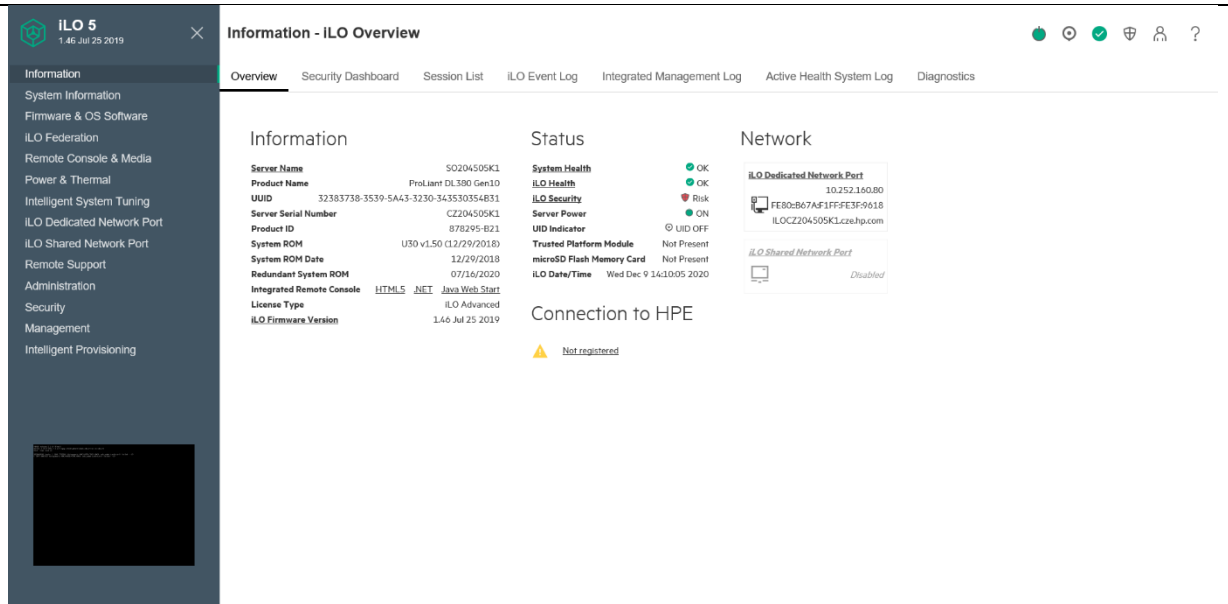 iLO 5
1.46 Jul 25 2019
Information - iLO Overview
Information
System Information
Firmware & OS Software
iLO Federation
Remote Console & Media
Power & Thermal
Intelligent System Tuning
iLO Dedicated Network Port
iLO Shared Network Port
Remote Support
Administration
Security
Management
Intelligent Provisioning
Overview Security Dashboard Session List iLO Event Log Integrated Management Log Active Health System Log Diagnostics
Information
Server Name SO204505K1
Product Name ProLiant DL380 Gen10
UUID 32383738-3539-5A43-3230-343530354B31
Server Serial Number CZ204505K1
Product ID 878295-B21
System ROM U30 v1.50 (12/29/2018)
System ROM Date 12/29/2018
Redundant System ROM 07/16/2020
Integrated Remote Console HTML5 .NET Java Web Start
License Type iLO Advanced
iLO Firmware Version 1.46 Jul 25 2019
Status
System Health OK
iLO Health OK
iLO Security Risk
Server Power ON
UID Indicator UID OFF
Trusted Platform Module Not Present
microSD Flash Memory Card Not Present
iLO Date/Time Wed Dec 9 14:10:05 2020
Connection to HPE
Not registered
Network
iLO Dedicated Network Port
10.252.160.80
FE80::B67A:F1FF:FE3F:9618
ILOCZ204505K1.cze.hp.com
iLO Shared Network Port
Disabled